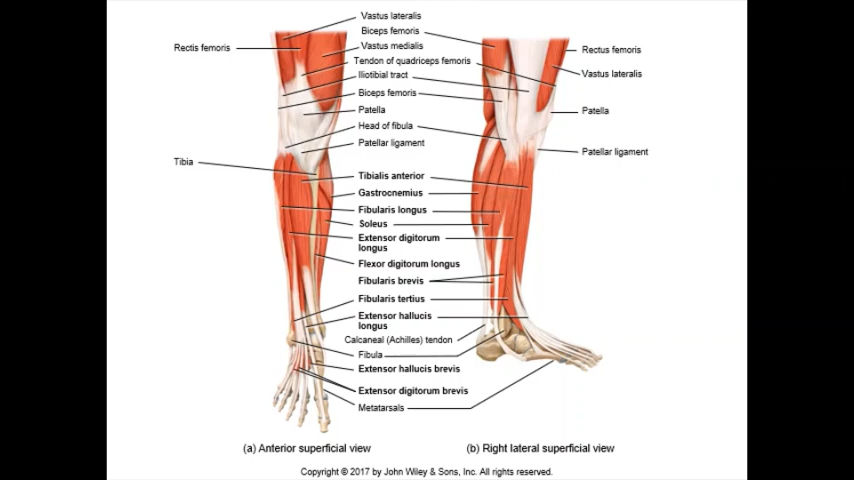 Vastus lateralis
Biceps femoris
Rectis femoris
Vastus medialis
Rectus femoris
Tendon of quadriceps femoris
Iliotibial tract
Vastus lateralis
Biceps femoris
Patella
Patella
Head of fibula
Patellar ligament
Patellar ligament
Tibia
Tibialis anterior
Gastrocnemius
Fibularis longus
Soleus
Extensor digitorum
longus
Flexor digitorum longus
Fibularis brevis
Fibularis tertius
Extensor hallucis
longus
Calcaneal (Achilles) tendon
Fibula
Extensor hallucis brevis
Extensor digitorum brevis
Metatarsals
(a) Anterior superficial view
(b) Right lateral superficial view
Copyright © 2017 by John Wiley & Sons, Inc. All rights reserved.